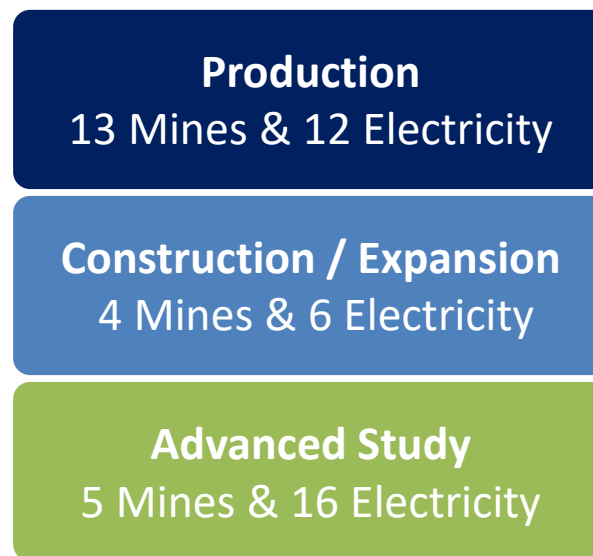 Production
13 Mines & 12 Electricity
Construction / Expansion
4 Mines & 6 Electricity
Advanced Study
5 Mines & 16 Electricity